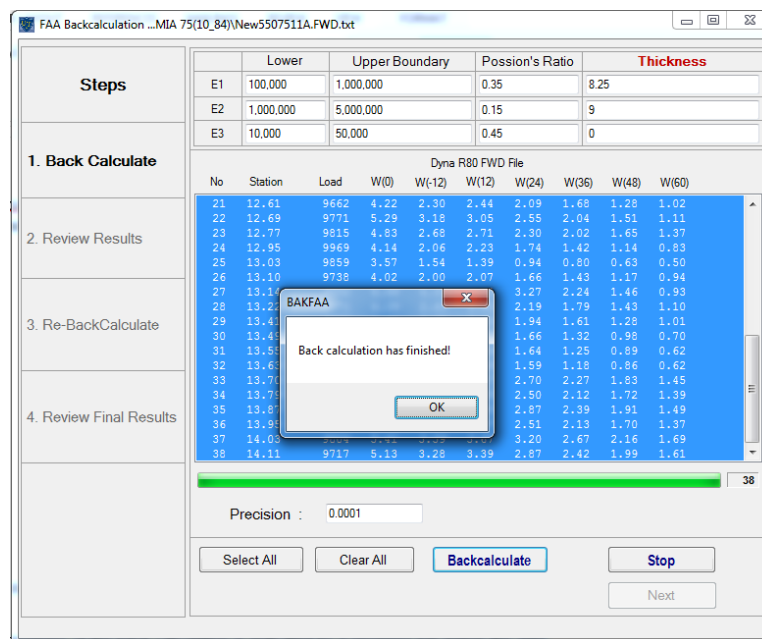 FAA Backcalculation ...MIA 75(10_84)\New5507511A.FWD.txt
Steps
1. Back Calculate
2. Review Results
3. Re-BackCalculate
4. Review Final Results
Lower Upper Boundary Possion's Ratio Thickness
E1 100,000 1,000,000 0.35 8.25
E2 1,000,000 5,000,000 0.15 9
E3 10,000 50,000 0.45 0
Dyna R80 FWD File
No Station Load W(0) W(-12) W(12) W(24) W(36) W(48) W(60)
21 12.61 9662 4.22 2.30 2.44 2.09 1.68 1.28 1.02
22 12.69 9771 5.29 3.18 3.05 2.55 2.04 1.51 1.11
23 12.77 9815 4.83 2.68 2.71 2.30 2.02 1.65 1.37
24 12.95 9969 4.14 2.06 2.23 1.74 1.42 1.14 0.83
25 13.03 9859 3.57 1.54 1.39 0.94 0.80 0.63 0.50
26 13.10 9738 4.02 2.00 2.07 1.66 1.43 1.17 0.94
27 3.27 2.24 1.46 0.93
28 2.19 1.79 1.43 1.10
29 1.94 1.61 1.28 1.01
30 1.66 1.32 0.98 0.70
31 1.64 1.25 0.89 0.62
32 1.59 1.18 0.86 0.62
33 2.70 2.27 1.83 1.45
34 2.50 2.12 1.72 1.39
35 2.87 2.39 1.91 1.49
36 2.51 2.13 1.70 1.37
37 14.03 3.20 2.67 2.16 1.69
38 14.11 9717 5.13 3.28 3.39 2.87 2.42 1.99 1.61
BAKFAA
Back calculation has finished!
OK
38
Precision : 0.0001
Select All Clear All Backcalculate Stop
Next